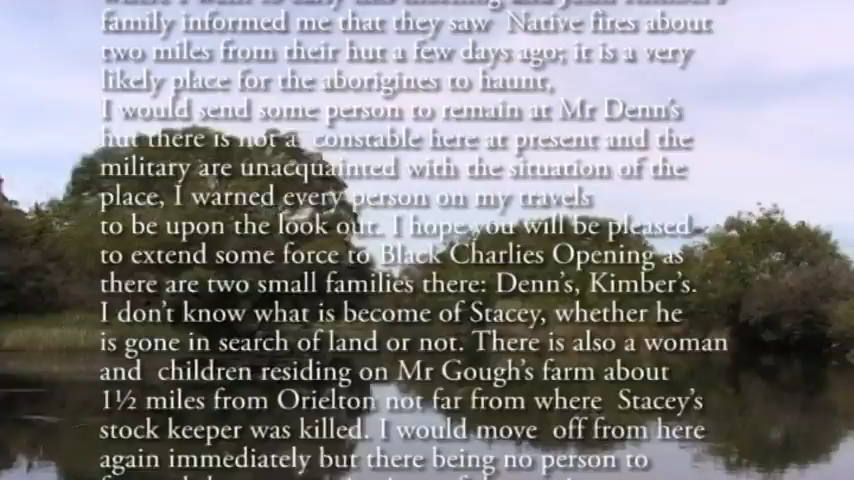 family informed me that they saw Native fires about
two miles from their hut a few days ago; it is a very
likely place for the aborigines to haunt,
I would send some person to remain at Mr Denn's
but there is not a constable here at present and the
military are unacquainted with the situation of the
place, I warned every person on my travels
to be upon the look out. I hope you will be pleased
to extend some force to Black Charlies Opening as
there are two small families there: Denn's, Kimber's.
I don't know what is become of Stacey, whether he
is gone in search of land or not. There is also a woman
and children residing on Mr Gough's farm about
1½ miles from Orielton not far from where Stacey's
stock keeper was killed. I would move off from here
again immediately but there being no person to